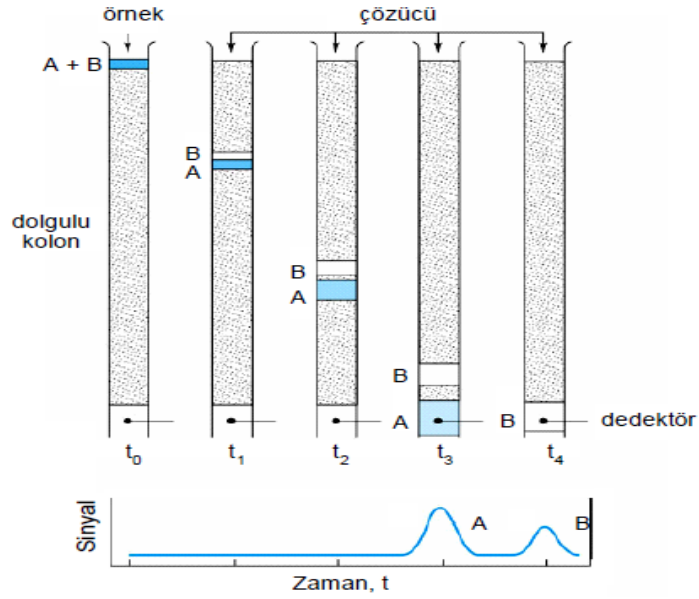 örnek
çözücü
A + B
B
A
dolgulu
kolon
B
A
B
A
B
dedektör
t0
t1
t2
t3
t4
Sinyal
A
B
Zaman, t